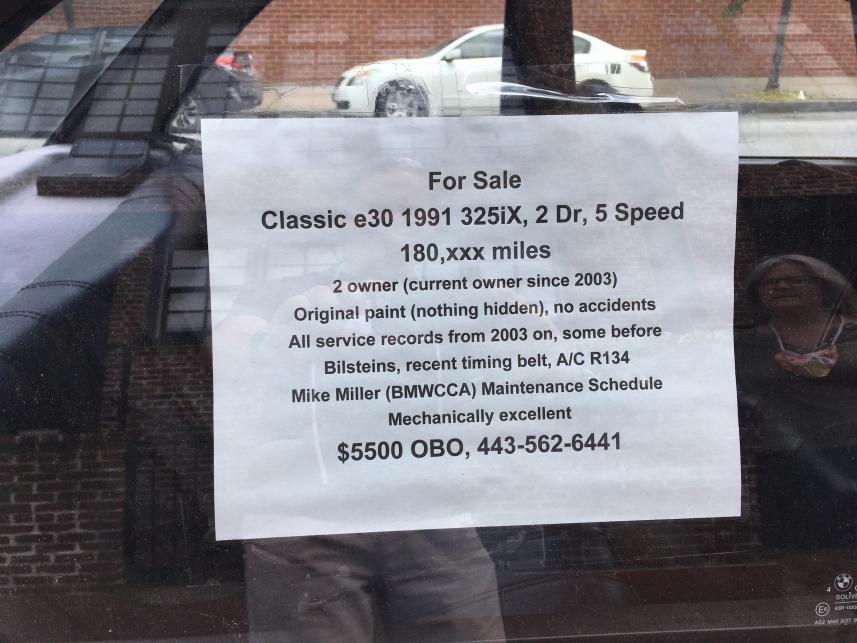 For Sale
Classic e30 1991 325iX, 2 Dr, 5 Speed
180,xxx miles
2 owner (current owner since 2003)
Original paint (nothing hidden), no accidents
All service records from 2003 on, some before
Bilsteins, recent timing belt, A/C R134
Mike Miller (BMWCCA) Maintenance Schedule
Mechanically excellent
$5500 OBO, 443-562-6441